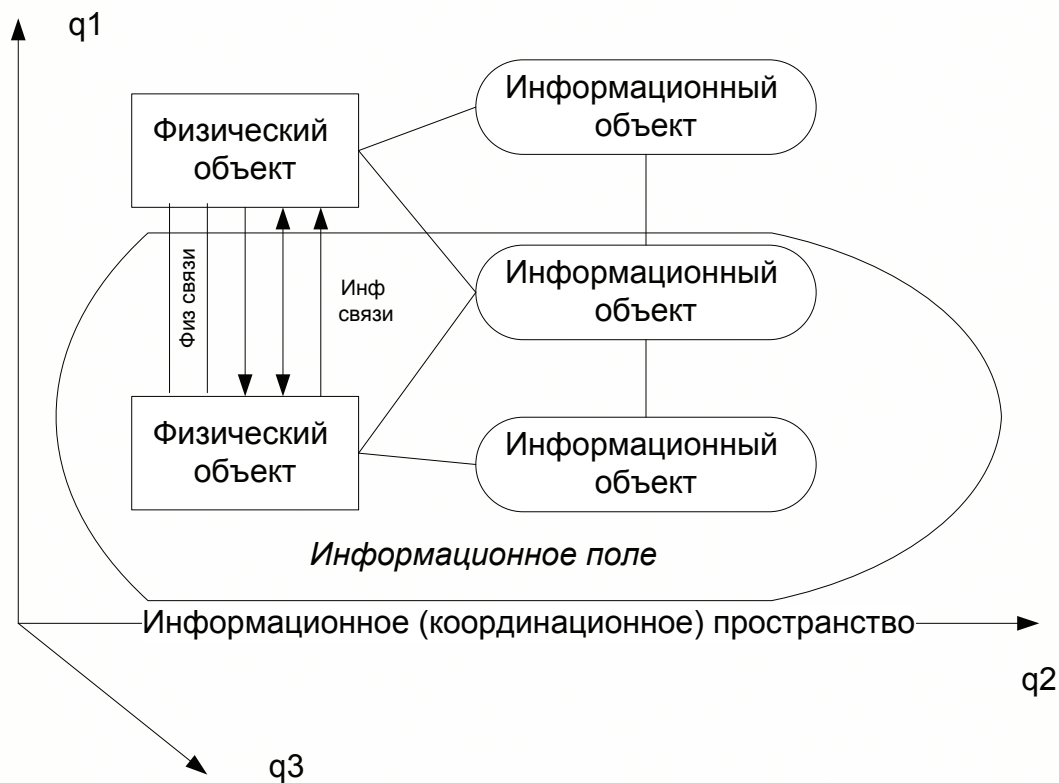 q1
Информационный
объект
Физический
объект
Физ связи
Инф
связи
Информационный
объект
Физический
объект
Информационный
объект
Информационное поле
Информационное (координационное) пространство
q2
q3